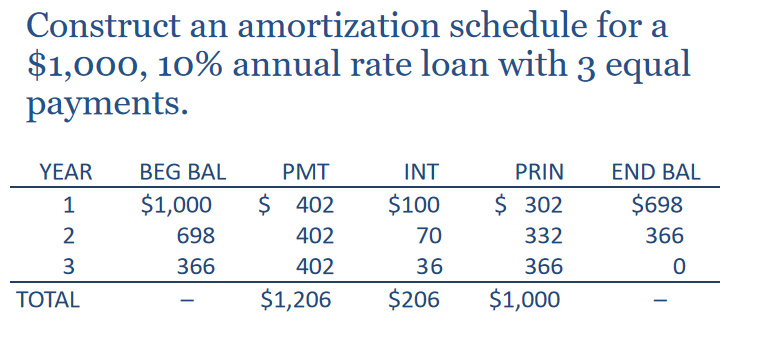 Construct an amortization schedule for a
$1,000, 10% annual rate loan with 3 equal
payments.
YEAR BEG BAL PMT INT PRIN END BAL
1 $1,000 $ 402 $100 $ 302 $698
2 698 402 70 332 366
3 366 402 36 366 0
TOTAL – $1,206 $206 $1,000 –